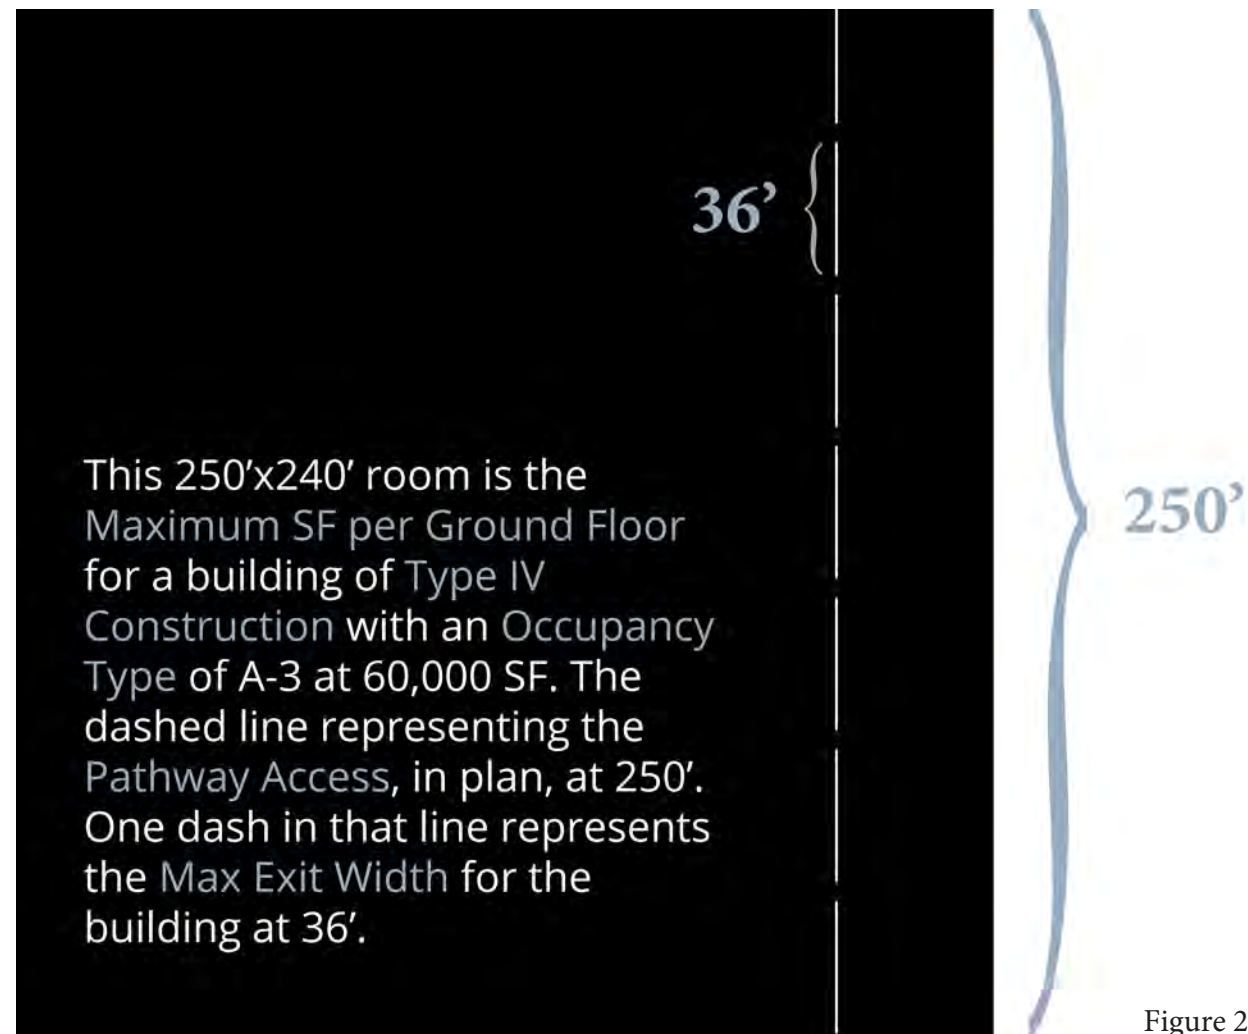 36’
This 250’x240’ room is the
Maximum SF per Ground Floor
for a building of Type IV
Construction with an Occupancy
Type of A-3 at 60,000 SF. The
dashed line representing the
Pathway Access, in plan, at 250’.
One dash in that line represents
the Max Exit Width for the
building at 36’.
250’
Figure 2